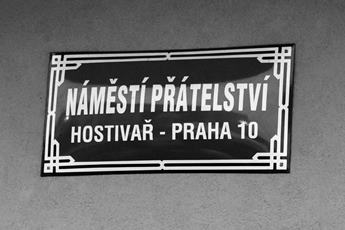 NÁMĚSTÍ PŘÁTELSTVÍ
HOSTIVAŘ - PRAHA 10